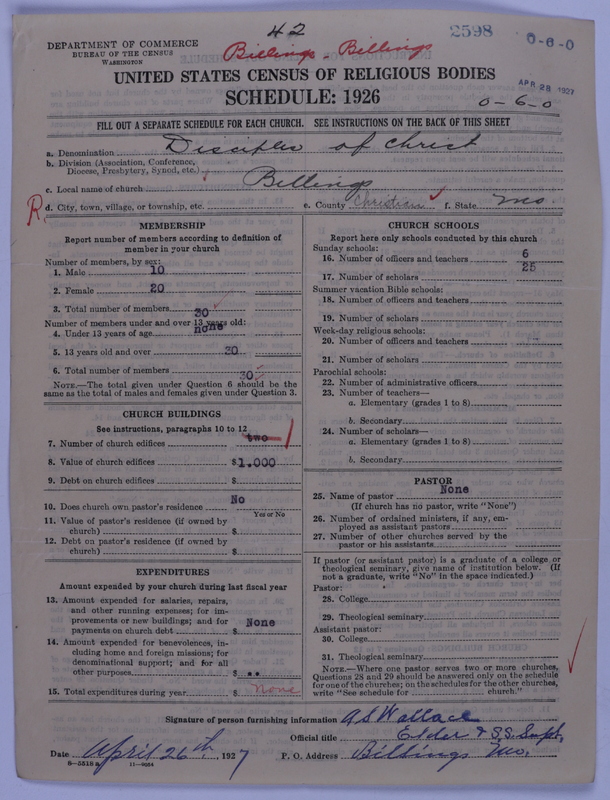 42
2598
0-6-0
DEPARTMENT OF COMMERCE
BUREAU OF THE CENSUS
WASHINGTON
Billings - Billings
UNITED STATES CENSUS OF RELIGIOUS BODIES
APR 28 1927
SCHEDULE: 1926
0-6-0
FILL OUT A SEPARATE SCHEDULE FOR EACH CHURCH. SEE INSTRUCTIONS ON THE BACK OF THIS SHEET
a. Denomination Disciples of Christ
b. Division (Association, Conference,
Diocese, Presbytery, Synod, etc.)
c. Local name of church Billings
R d. City, town, village, or township, etc. e. County Christian f. State Mo
MEMBERSHIP
Report number of members according to definition of
member in your church
Number of members, by sex:
1. Male 10
2. Female 20
3. Total number of members 30
Number of members under and over 13 years old:
4. Under 13 years of age none
5. 13 years old and over 30
6. Total number of members 30
NOTE.—The total given under Question 6 should be the
same as the total of males and females given under Question 3.
CHURCH BUILDINGS
See instructions, paragraphs 10 to 12
7. Number of church edifices two 1
8. Value of church edifices $1.000
9. Debt on church edifices $
10. Does church own pastor's residence No
Yes or No
11. Value of pastor's residence (if owned by
church) $
12. Debt on pastor's residence (if owned by
church) $
EXPENDITURES
Amount expended by your church during last fiscal year
13. Amount expended for salaries, repairs,
and other running expenses; for im-
provements or new buildings; and for
payments on church debt $ None
14. Amount expended for benevolences, in-
cluding home and foreign missions; for
denominational support; and for all
other purposes $ ..
15. Total expenditures during year $ None
CHURCH SCHOOLS
Report here only schools conducted by this church
Sunday schools:
16. Number of officers and teachers 6
17. Number of scholars 25
Summer vacation Bible schools:
18. Number of officers and teachers
19. Number of scholars
Week-day religious schools:
20. Number of officers and teachers
21. Number of scholars
Parochial schools:
22. Number of administrative officers
23. Number of teachers—
a. Elementary (grades 1 to 8)
b. Secondary
24. Number of scholars—
a. Elementary (grades 1 to 8)
b. Secondary
PASTOR
25. Name of pastor None
(If church has no pastor, write "None")
26. Number of ordained ministers, if any, em-
ployed as assistant pastors
27. Number of other churches served by the
pastor or his assistants
If pastor (or assistant pastor) is a graduate of a college or
theological seminary, give name of institution below. (If
not a graduate, write "No" in the space indicated.)
Pastor:
28. College
29. Theological seminary
Assistant pastor:
30. College
31. Theological seminary
NOTE.—Where one pastor serves two or more churches,
Questions 28 and 29 should be answered only on the schedule
for one of the churches; on the schedules for the other churches,
write "See schedule for church."
Signature of person furnishing information A S Wallace
Official title Elder & S.S. Supt.
Date April 26th, 1927 P. O. Address Billings Mo.
8-5518 a 11-9054